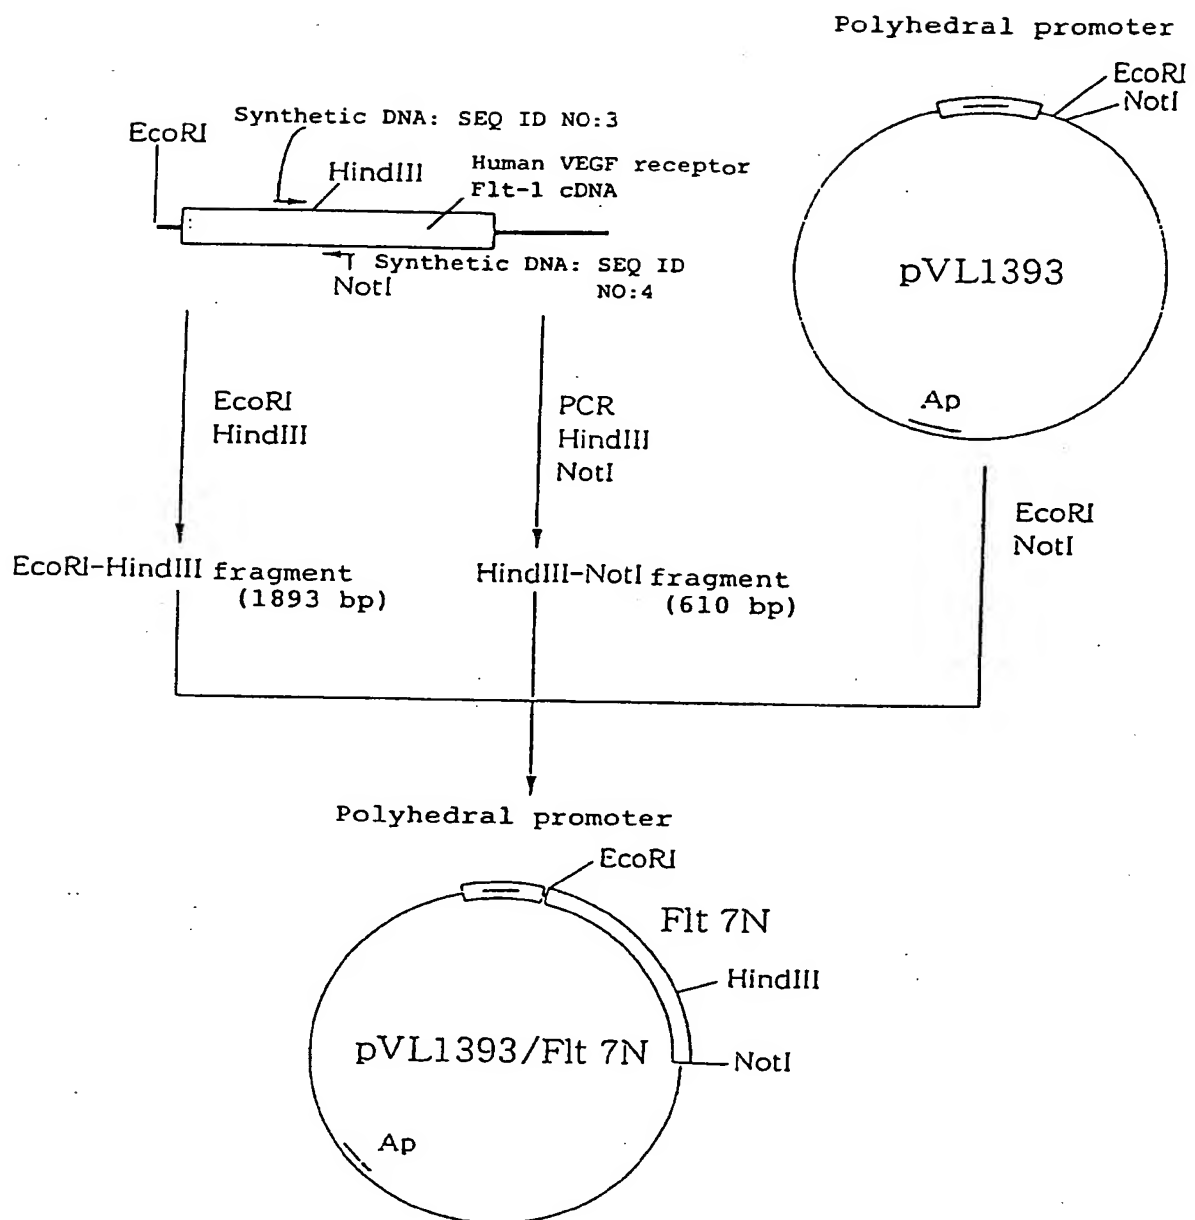 Polyhedral promoter
EcoRI
NotI
Synthetic DNA: SEQ ID NO:3
EcoRI
HindIII
Human VEGF receptor
Flt-1 cDNA
Synthetic DNA: SEQ ID
NO:4
NotI
pVL1393
Ap
EcoRI
HindIII
PCR
HindIII
NotI
EcoRI
NotI
EcoRI-HindIII fragment
(1893 bp)
HindIII-NotI fragment
(610 bp)
Polyhedral promoter
EcoRI
Flt 7N
HindIII
pVL1393/Flt 7N
NotI
Ap